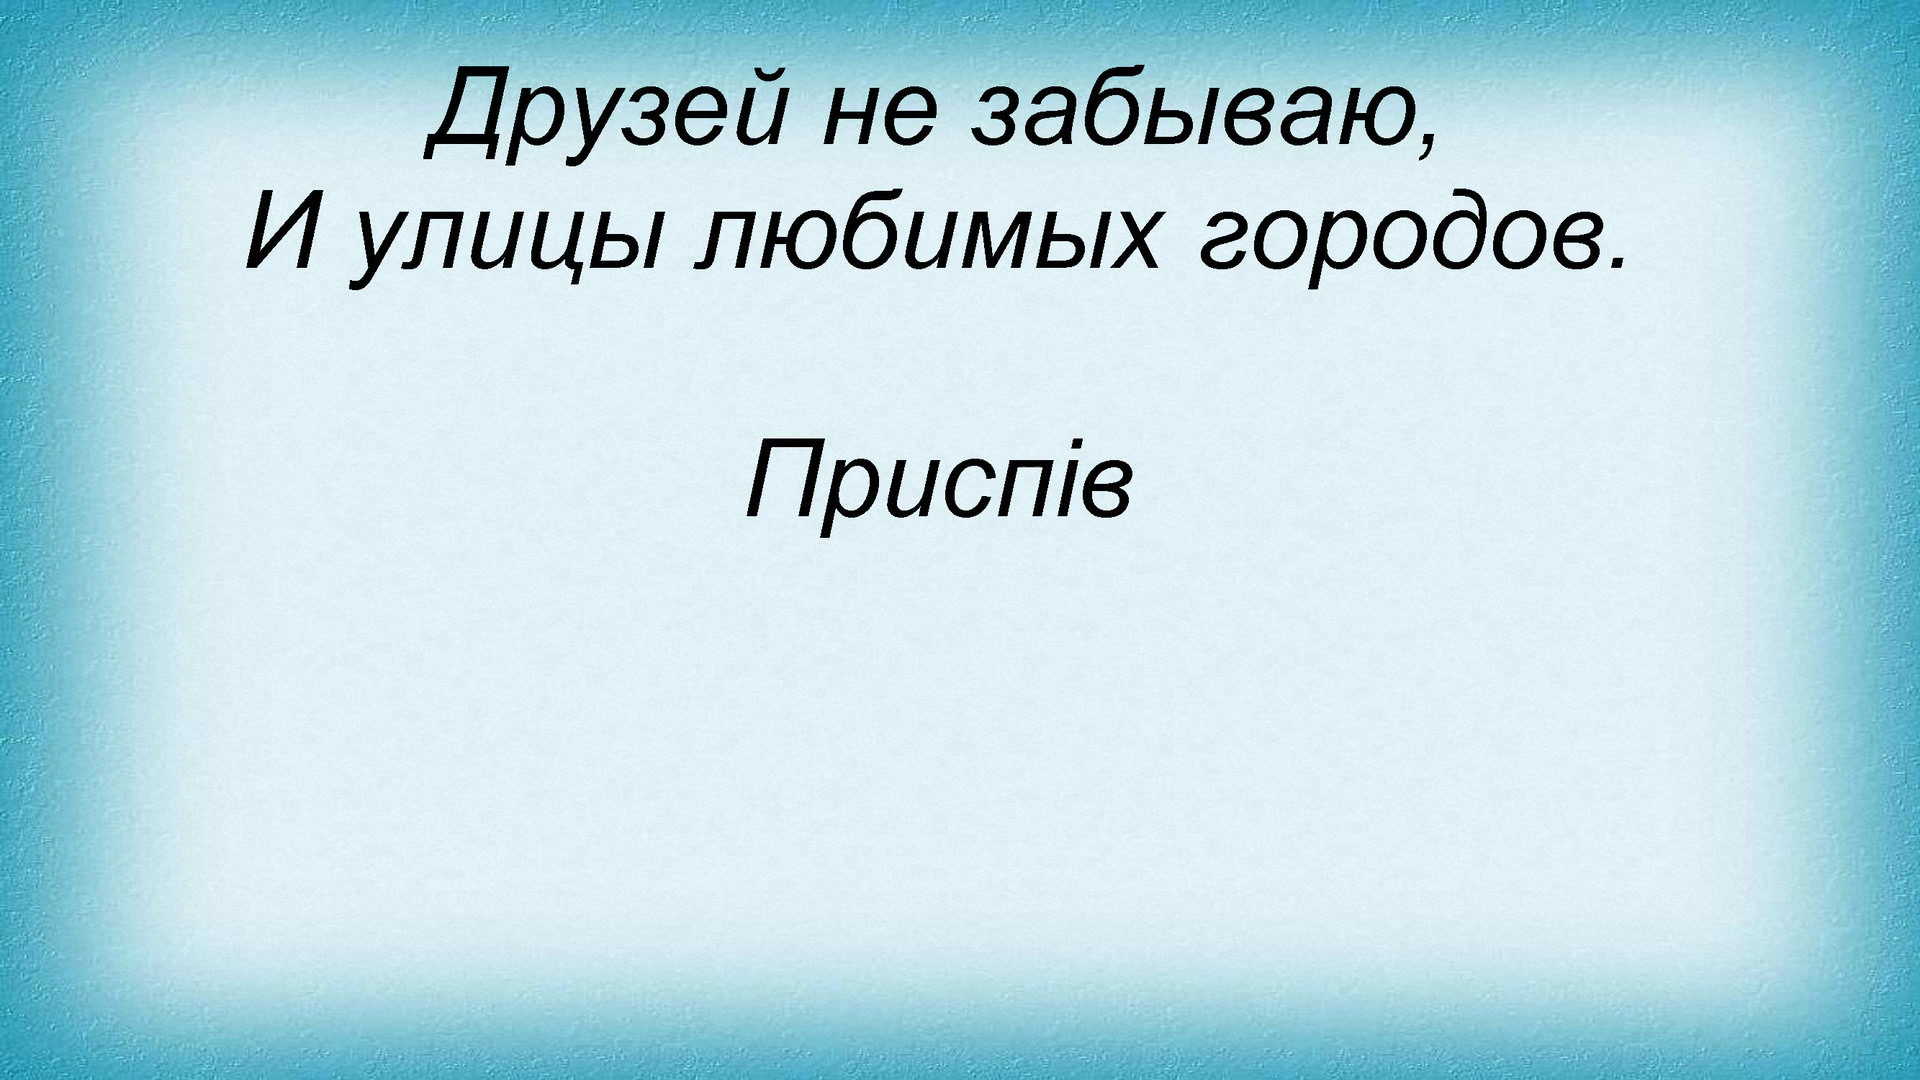 Друзей не забываю,
И улицы любимых городов.
Приспів